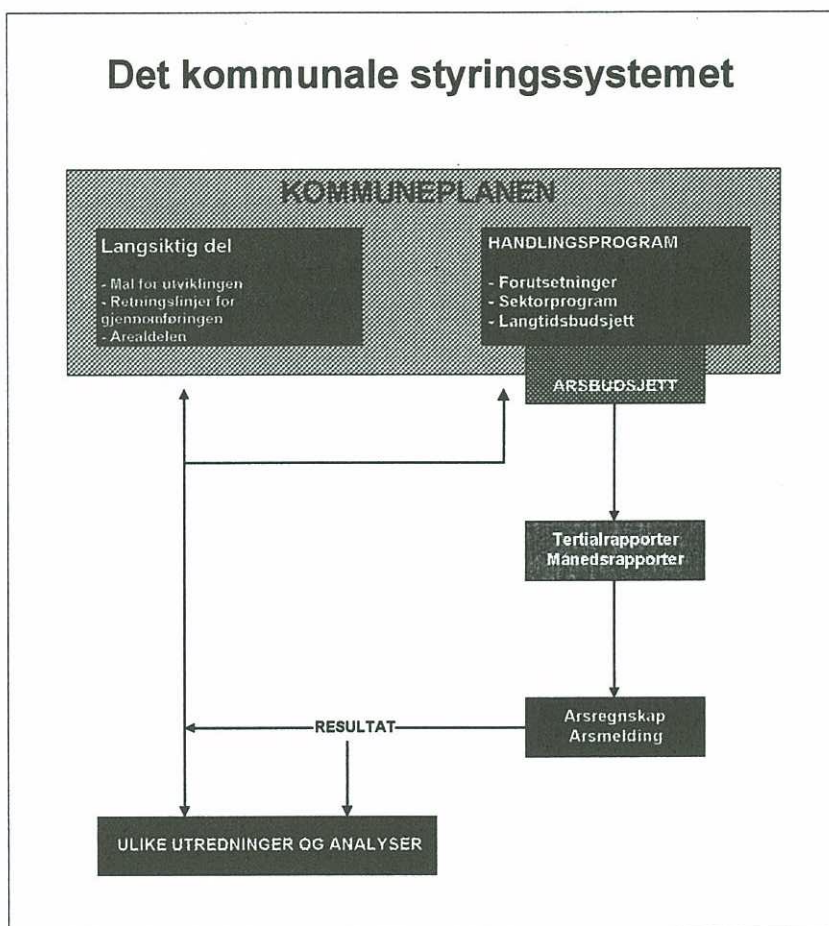 Det kommunale styringssystemet
KOMMUNEPLANEN
Langsiktig del
- Mål for utviklingen
- Retningslinjer for
gjennomføringen
- Arealdelen
HANDLINGSPROGRAM
- Forutsetninger
- Sektorprogram
- Langtidsbudsjett
ÅRSBUDSJETT
Tertialrapporter
Månedsrapporter
RESULTAT
Årsregnskap
Årsmelding
ULIKE UTREDNINGER OG ANALYSER